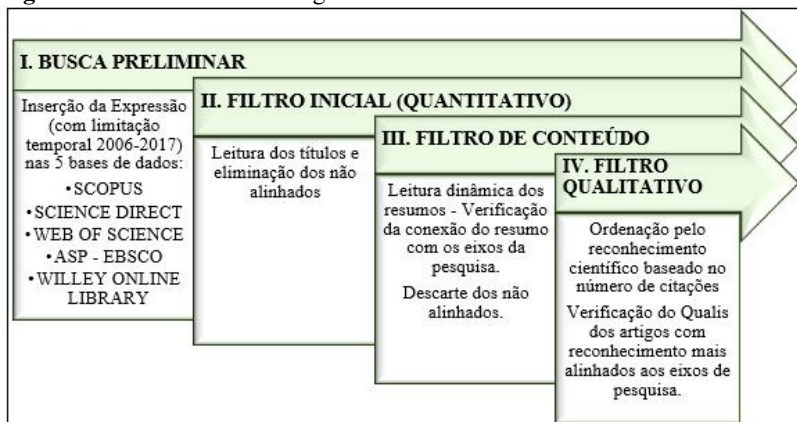 I. BUSCA PRELIMINAR
Inserção da Expressão
(com limitação
temporal 2006-2017)
nas 5 bases de dados:
•SCOPUS
•SCIENCE DIRECT
•WEB OF SCIENCE
•ASP - EBSCO
•WILLEY ONLINE
LIBRARY
II. FILTRO INICIAL (QUANTITATIVO)
Leitura dos títulos e
eliminação dos não
alinhados
III. FILTRO DE CONTEÚDO
Leitura dinâmica dos
resumos - Verificação
da conexão do resumo
com os eixos da
pesquisa.
Descarte dos não
alinhados.
IV. FILTRO
QUALITATIVO
Ordenação pelo
reconhecimento
científico baseado no
número de citações
Verificação do Qualis
dos artigos com
reconhecimento mais
alinhados aos eixos de
pesquisa.